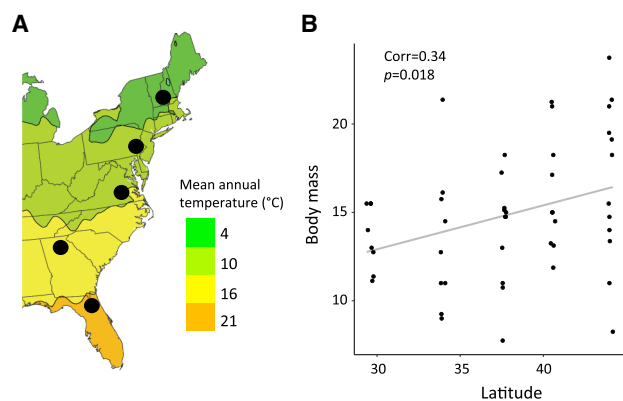 A
Mean annual
temperature (°C)
4
10
16
21
B
Corr=0.34
p=0.018
Body mass
20
15
10
30
35
40
45
Latitude